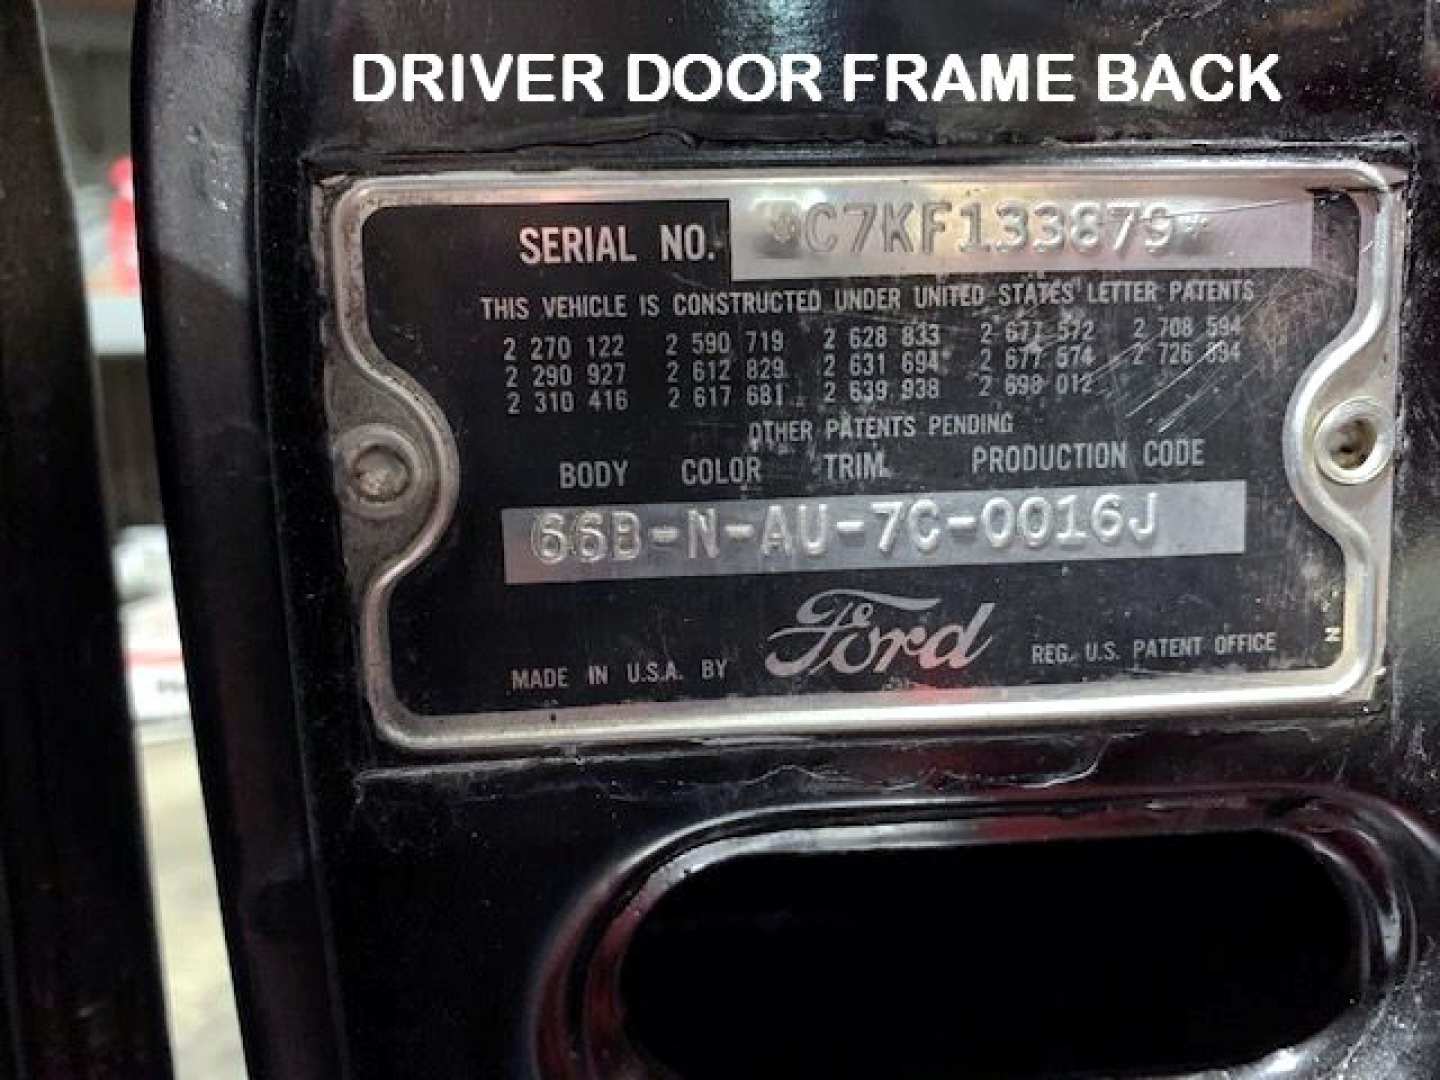 DRIVER DOOR FRAME BACK
SERIAL NO. *C7KF133879*
THIS VEHICLE IS CONSTRUCTED UNDER UNITED STATES LETTER PATENTS
2 270 122 2 590 719 2 628 833 2 677 572 2 708 594
2 290 927 2 612 829 2 631 694 2 677 574 2 726 894
2 310 416 2 617 681 2 639 938 2 698 012
OTHER PATENTS PENDING
BODY COLOR TRIM PRODUCTION CODE
66B-N-AU-7C-0016J
MADE IN U.S.A. BY Ford REG. U.S. PATENT OFFICE
N